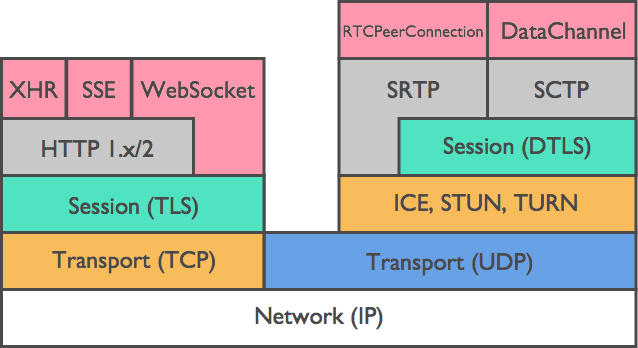 RTCPeerConnection DataChannel
XHR SSE WebSocket SRTP SCTP
HTTP 1.x/2 Session (DTLS)
Session (TLS) ICE, STUN, TURN
Transport (TCP) Transport (UDP)
Network (IP)